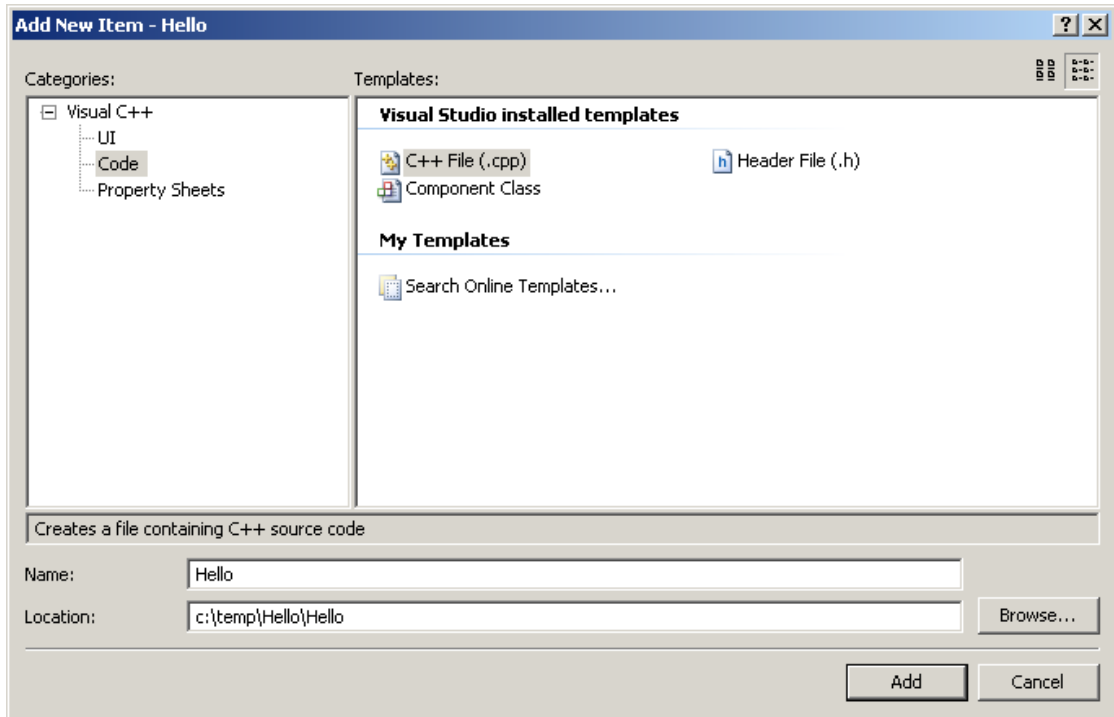 Add New Item - Hello
Categories:
Templates:
Visual C++
UI
Code
Property Sheets
Visual Studio installed templates
C++ File (.cpp)
Header File (.h)
Component Class
My Templates
Search Online Templates...
Creates a file containing C++ source code
Name:
Hello
Location:
c:\temp\Hello\Hello
Browse...
Add
Cancel